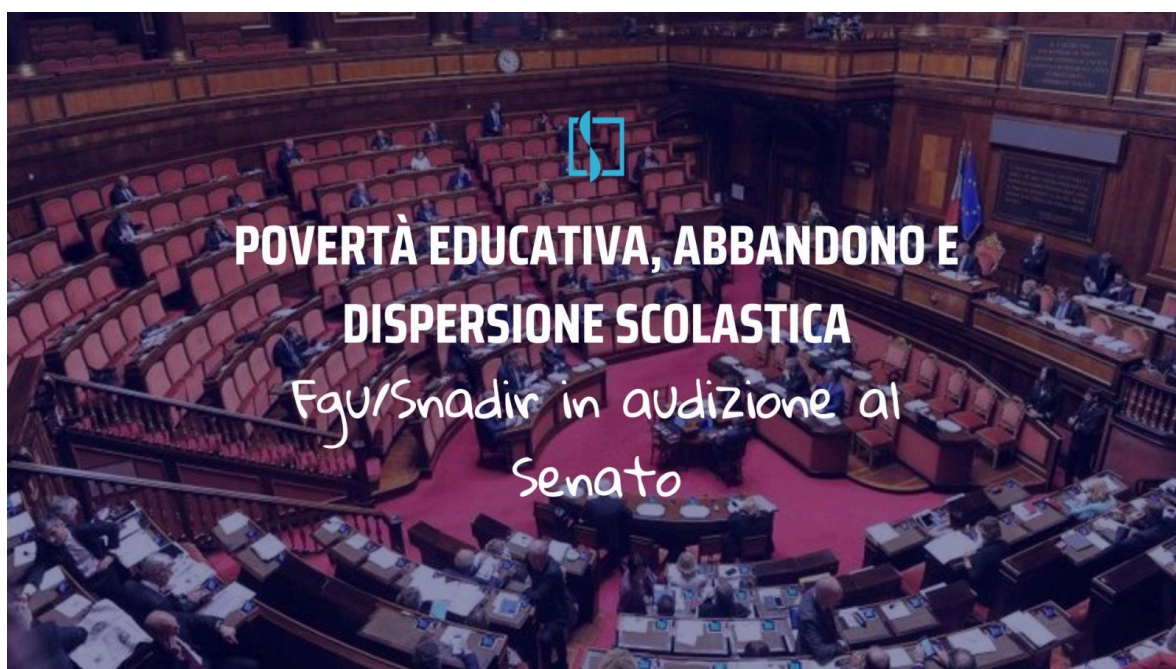 POVERTÀ EDUCATIVA, ABBANDONO E
DISPERSIONE SCOLASTICA
Fgu/Snadir in audizione al
Senato